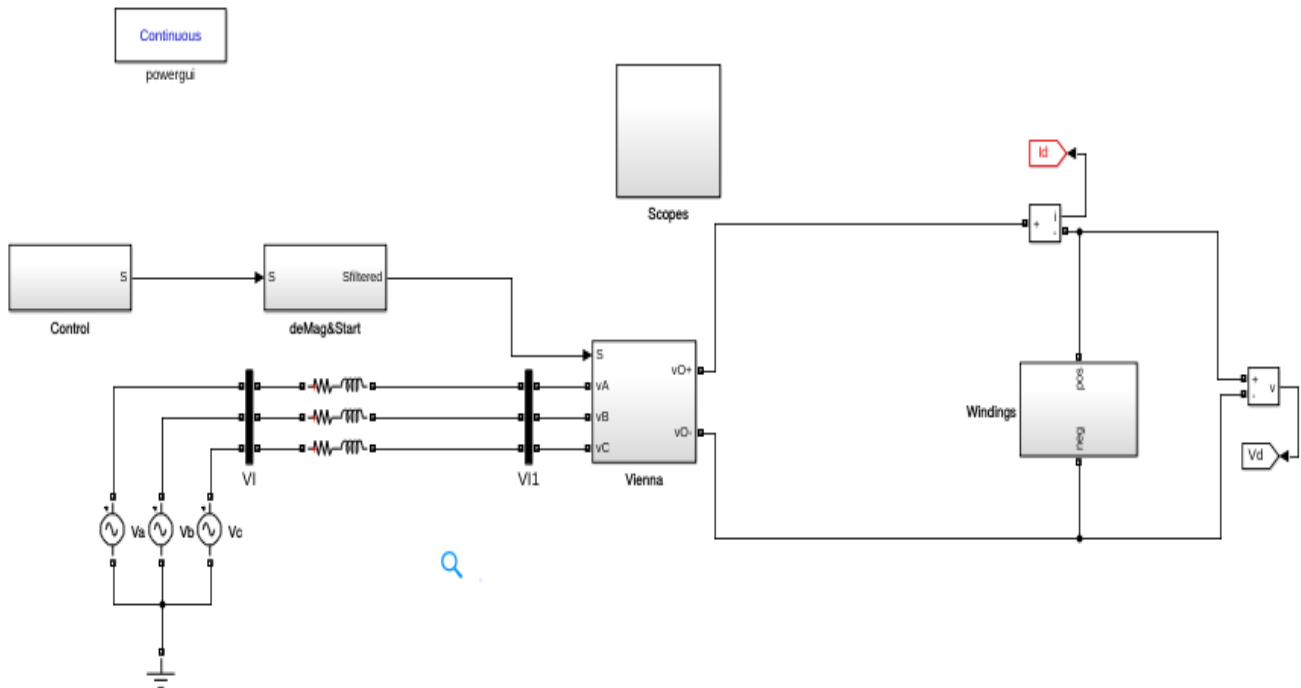 Continuous
powergui
Scopes
Id
+ i
-
S
Control
S Sfiltered
deMag&Start
S
vA
vB
vC
vO+
vO-
Vienna
VI
VI1
Va
Vb
Vc
pos
neg
Windings
+
-
v
Vd